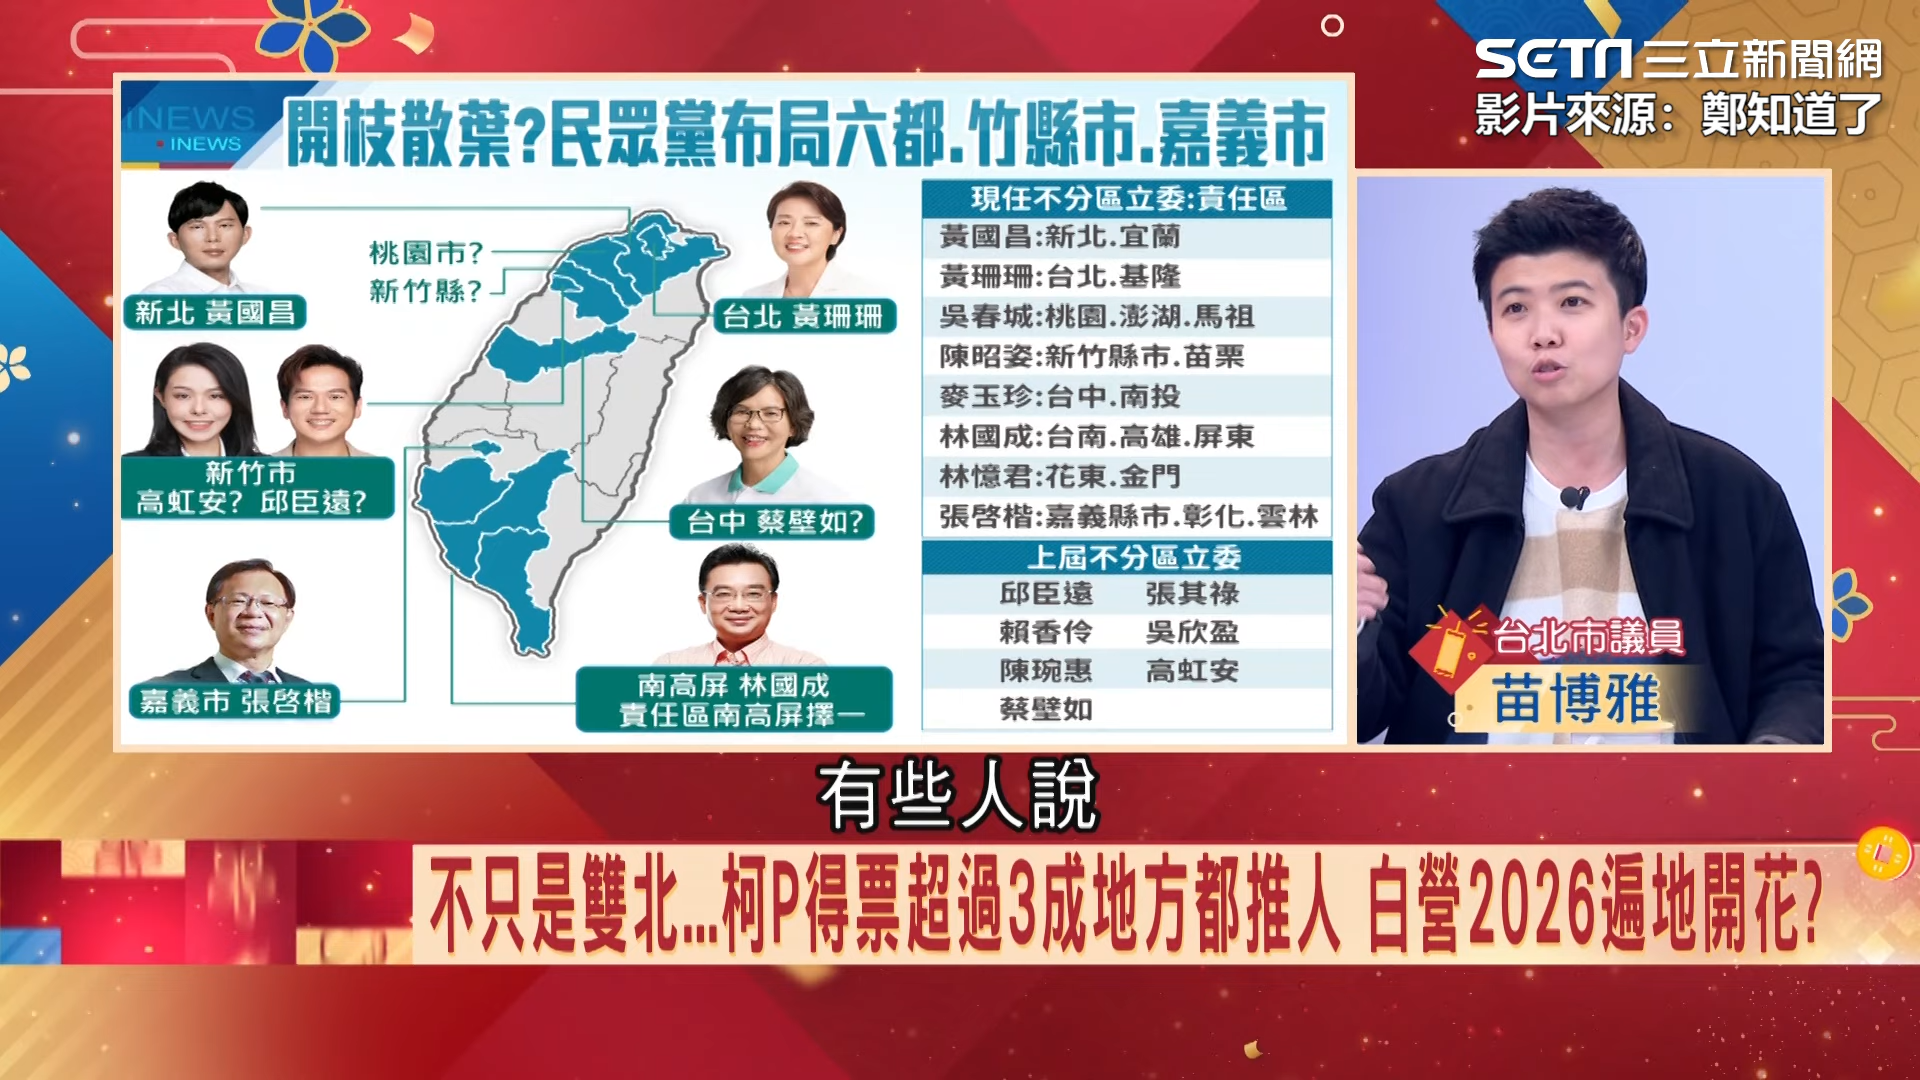 SETN三立新聞網
影片來源：鄭知道了
INEWS
INEWS
開枝散葉?民眾黨布局六都.竹縣市.嘉義市
新北 黃國昌
桃園市?
新竹縣?
台北 黃珊珊
新竹市
高虹安? 邱臣遠?
台中 蔡壁如?
嘉義市 張啓楷
南高屏 林國成
責任區南高屏擇一
現任不分區立委:責任區
黃國昌:新北.宜蘭
黃珊珊:台北.基隆
吳春城:桃園.澎湖.馬祖
陳昭姿:新竹縣市.苗栗
麥玉珍:台中.南投
林國成:台南.高雄.屏東
林憶君:花東.金門
張啓楷:嘉義縣市.彰化.雲林
上屆不分區立委
邱臣遠 張其祿
賴香伶 吳欣盈
陳琬惠 高虹安
蔡壁如
台北市議員
苗博雅
有些人說
不只是雙北...柯P得票超過3成地方都推人 白營2026遍地開花?